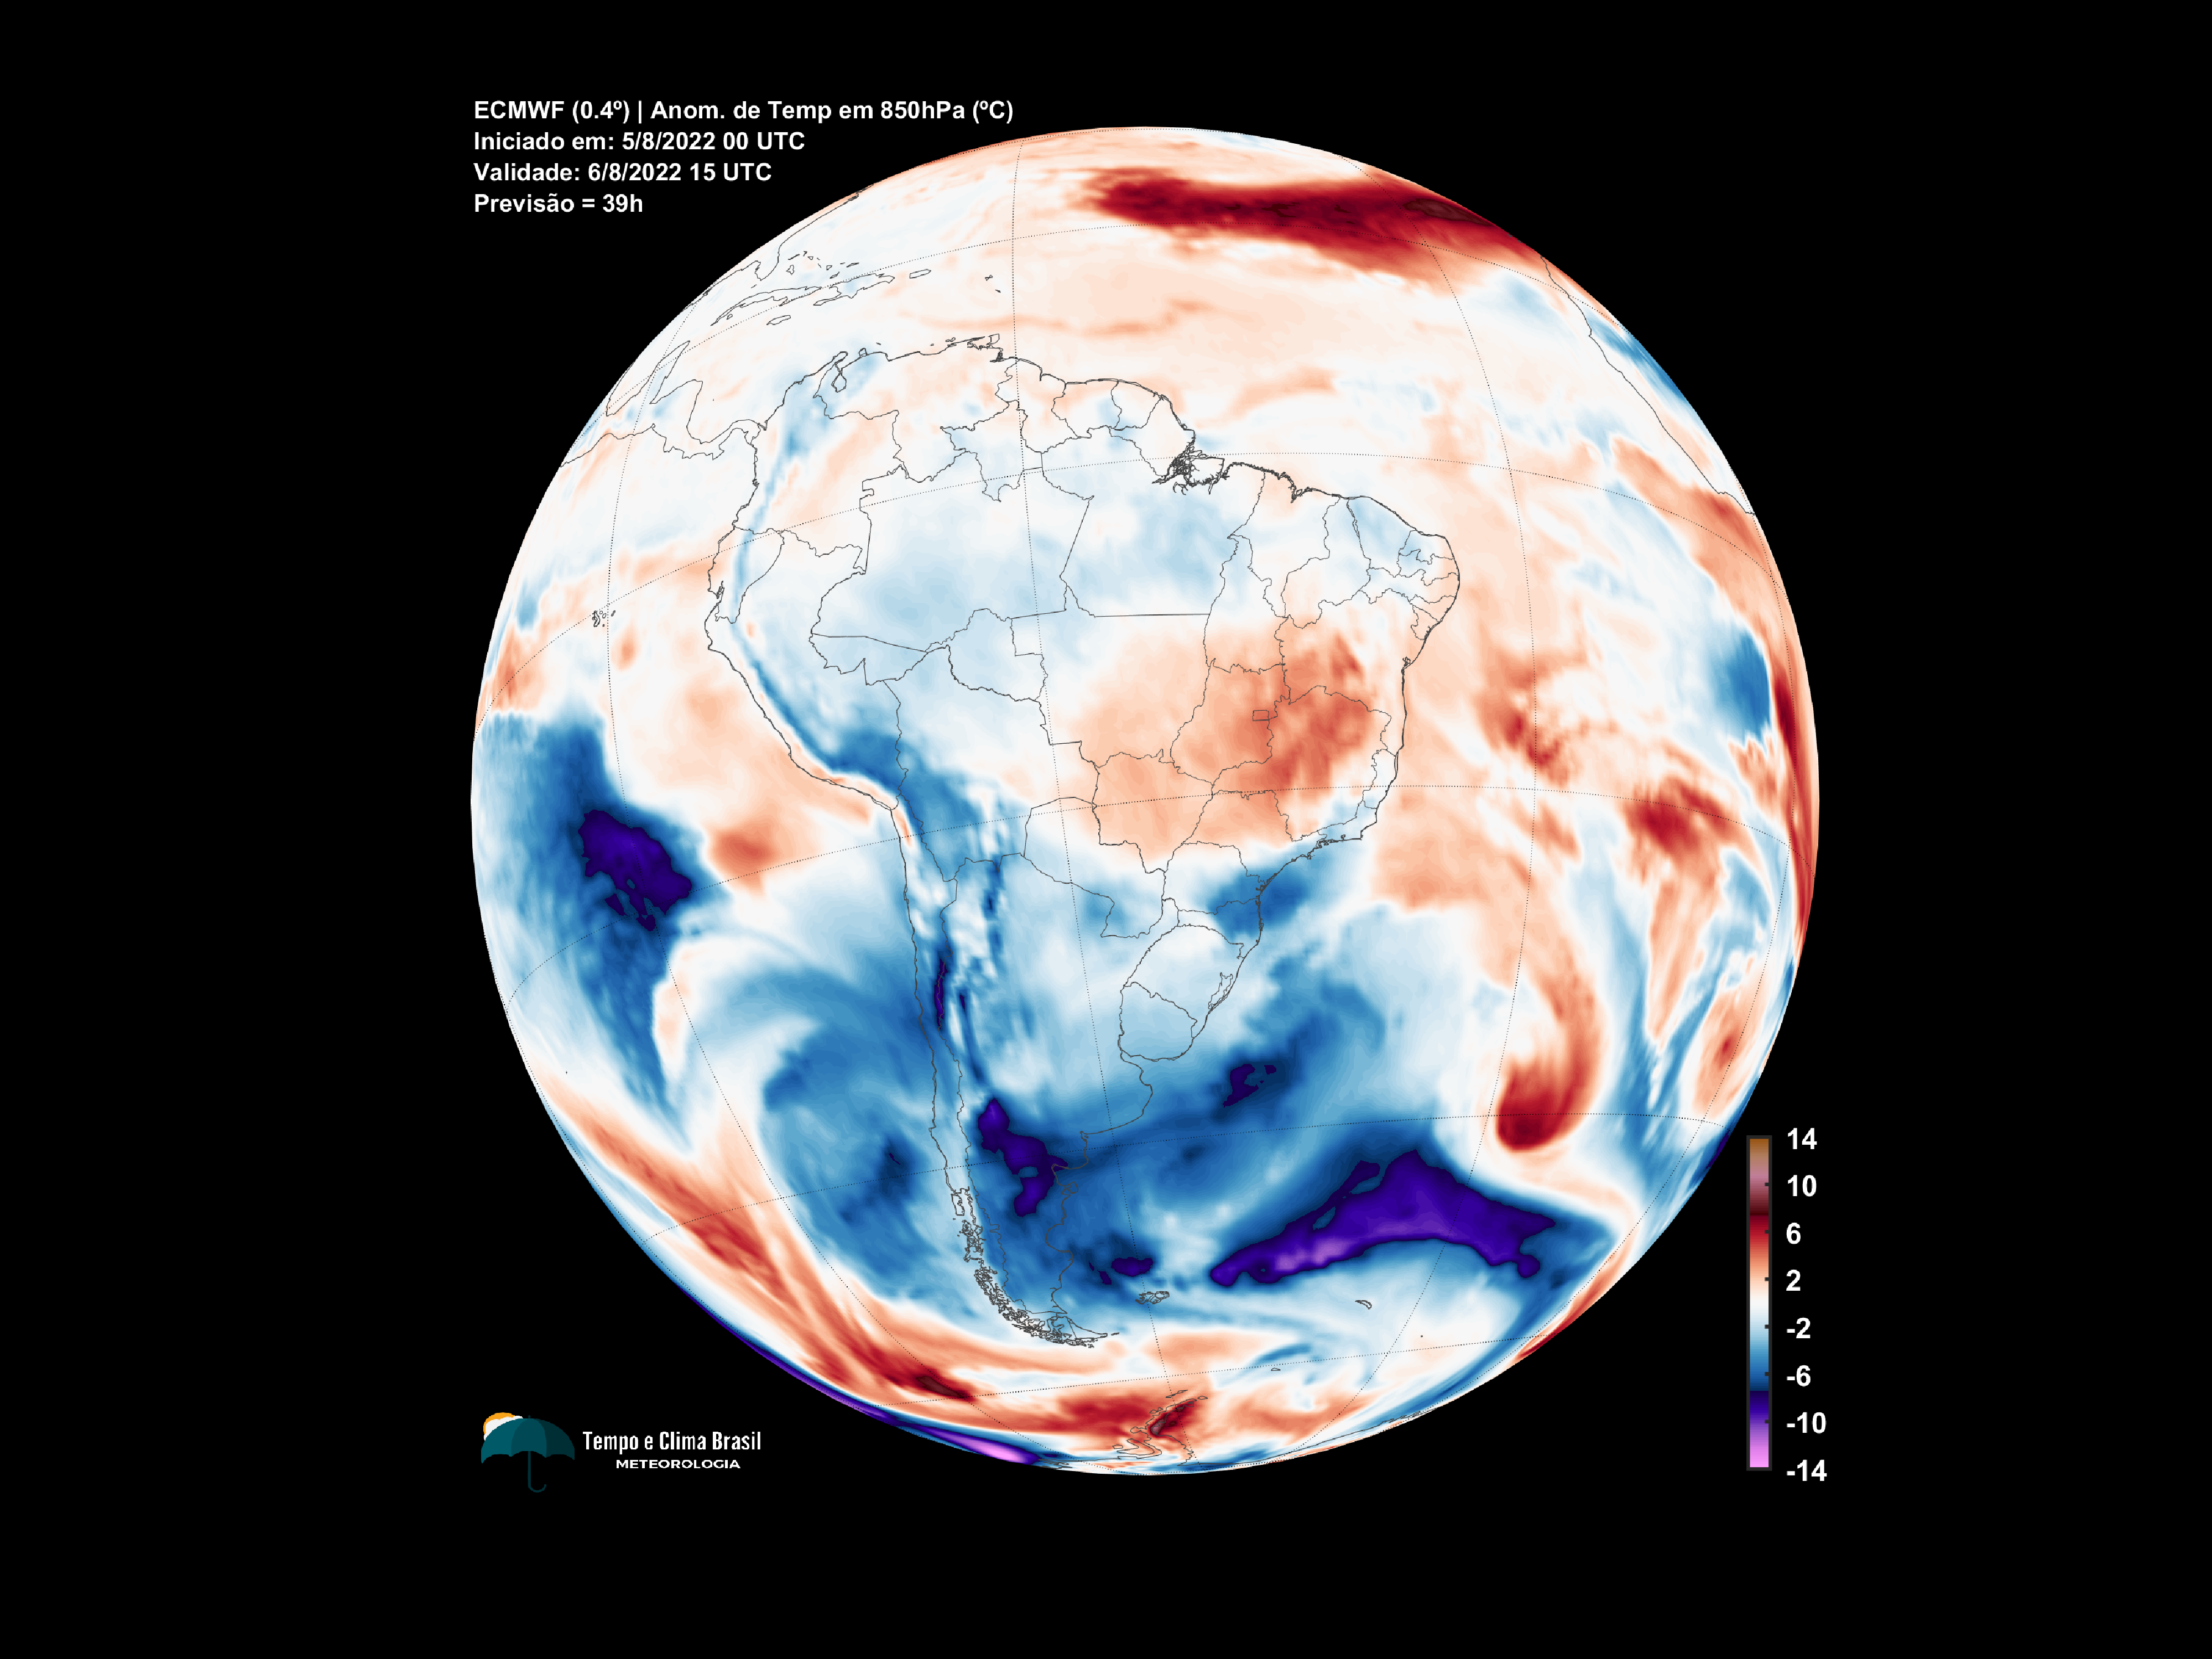 ECMWF (0.4º) | Anom. de Temp em 850hPa (ºC)
Iniciado em: 5/8/2022 00 UTC
Validade: 6/8/2022 15 UTC
Previsão = 39h
14
10
6
2
-2
-6
-10
-14
Tempo e Clima Brasil
METEOROLOGIA